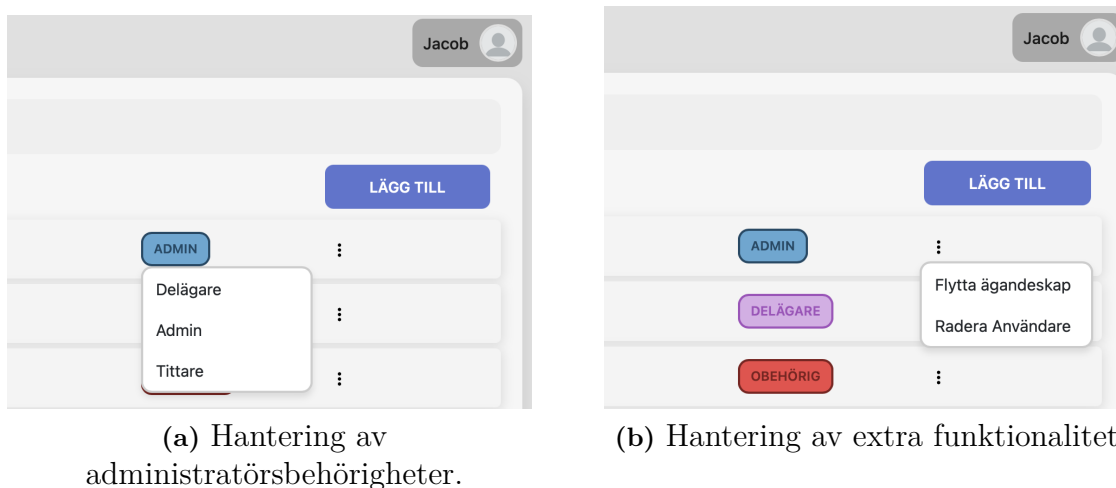 Jacob
LÄGG TILL
ADMIN
Delägare
Admin
Tittare
(a) Hantering av
administratörsbehörigheter.
Jacob
LÄGG TILL
ADMIN
Flytta ägandeskap
DELÄGARE
Radera Användare
OBEHÖRIG
(b) Hantering av extra funktionalitet